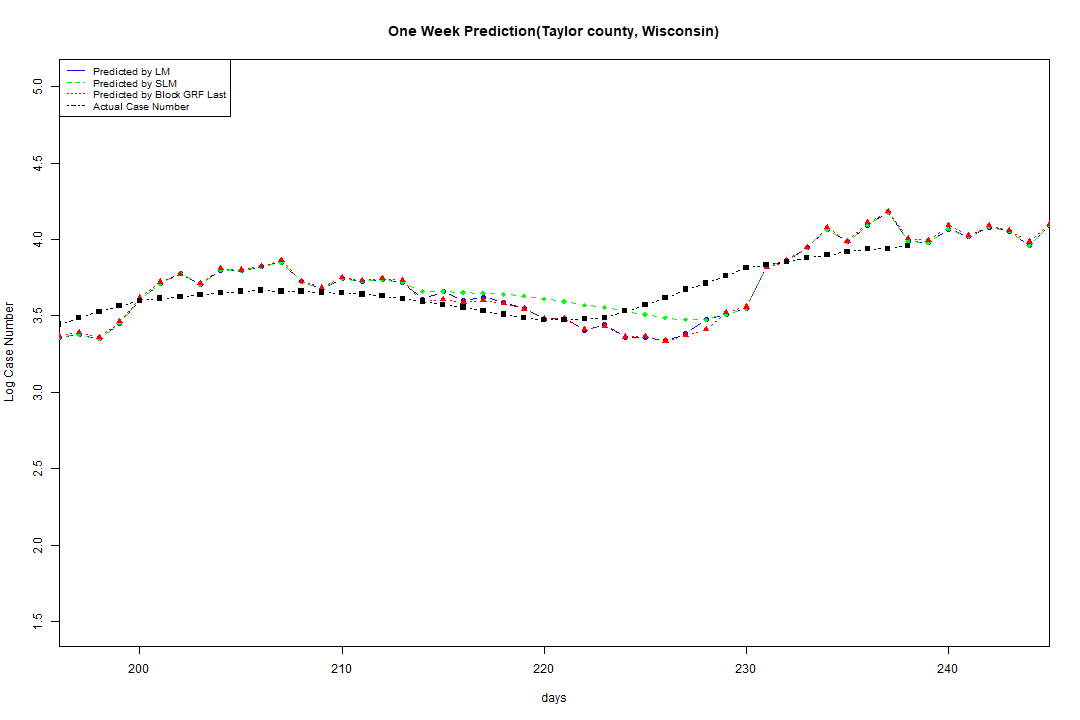 One Week Prediction(Taylor county, Wisconsin)
Predicted by LM
Predicted by SLM
Predicted by Block GRF Last
Actual Case Number
5.0
4.5
4.0
3.5
3.0
2.5
2.0
1.5
Log Case Number
200 210 220 230 240
days